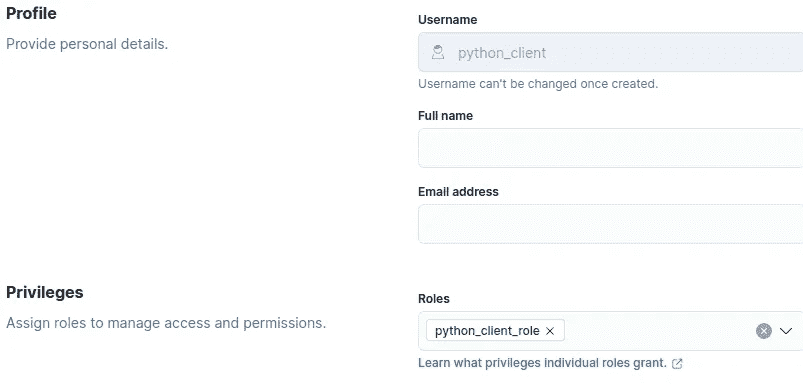 Profile
Provide personal details.
Username
python_client
Username can't be changed once created.
Full name
Email address
Privileges
Assign roles to manage access and permissions.
Roles
python_client_role
Learn what privileges individual roles grant.